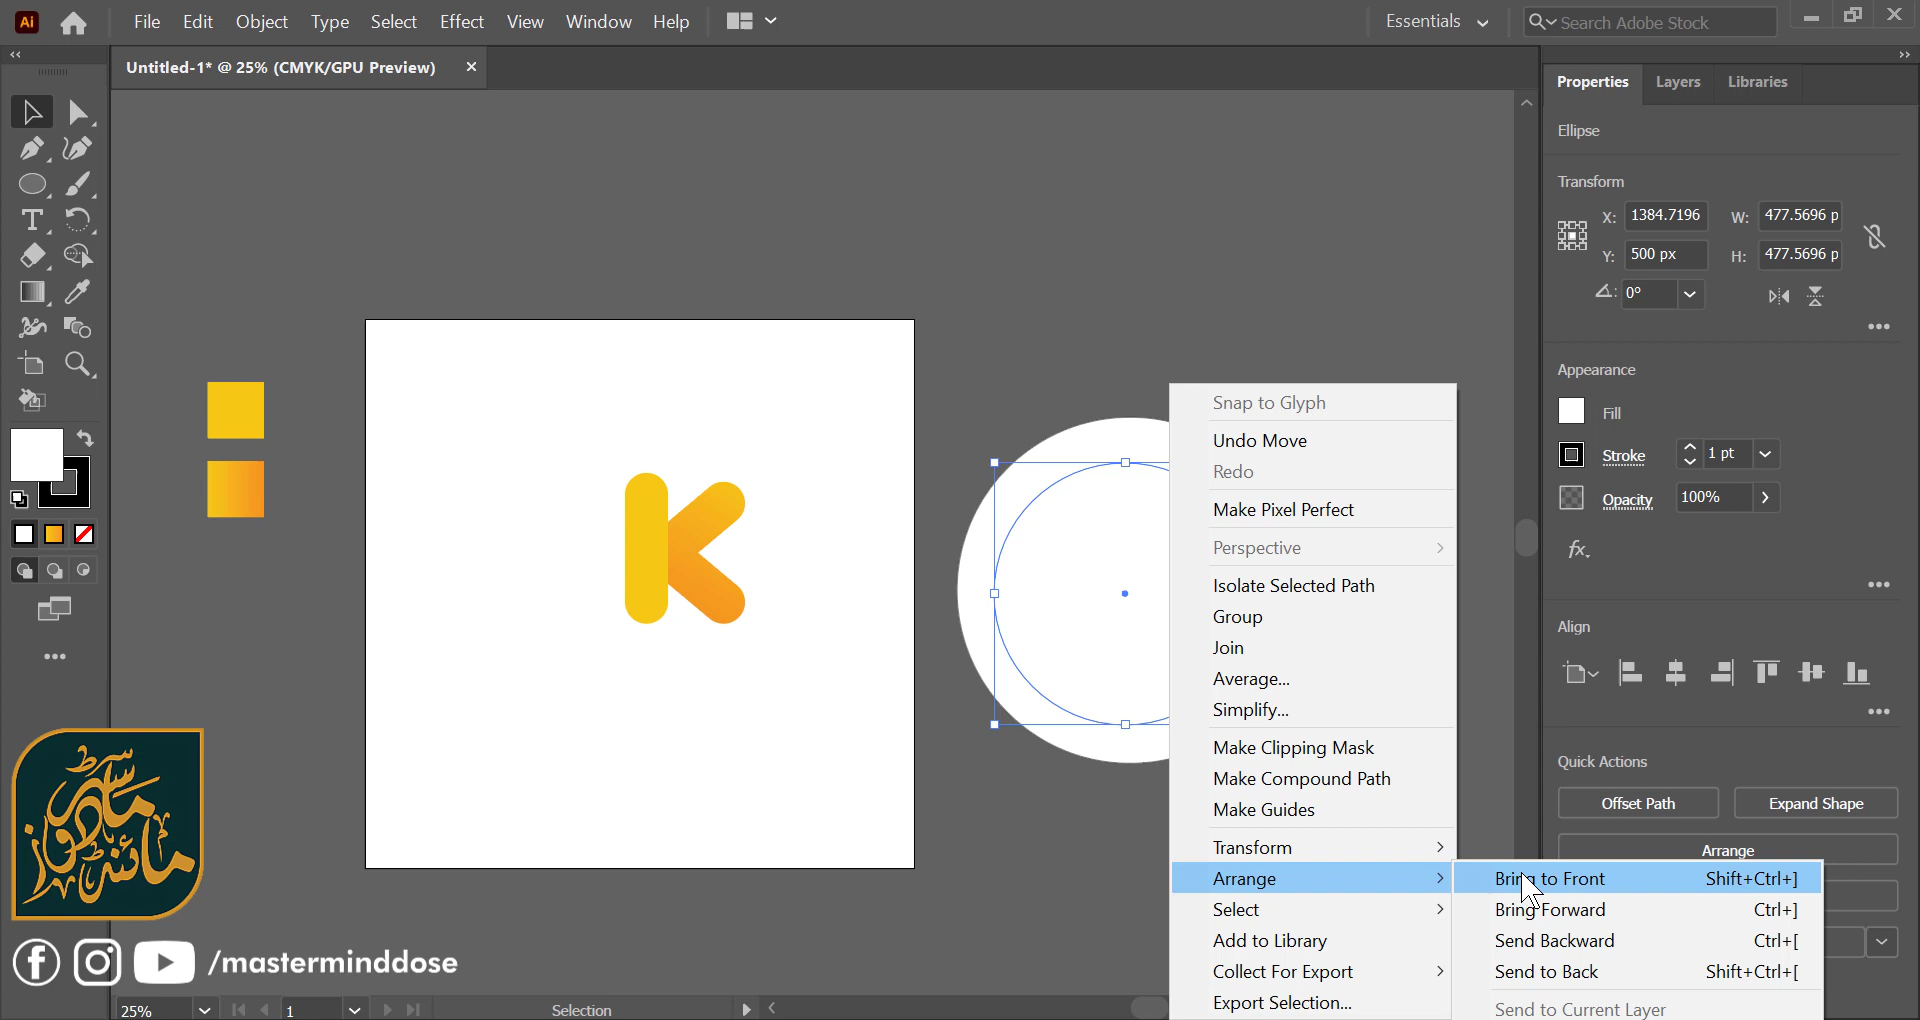 Ai File Edit Object Type Select Effect View Window Help Essentials Search Adobe Stock
Untitled-1* @ 25% (CMYK/GPU Preview)
Properties Layers Libraries
Ellipse
Transform
X: 1384.7196 W: 477.5696 p
Y: 500 px H: 477.5696 p
0°
Appearance
Fill
Stroke 1 pt
Opacity 100%
fx
Align
Quick Actions
Offset Path Expand Shape
Arrange
K
Snap to Glyph
Undo Move
Redo
Make Pixel Perfect
Perspective
Isolate Selected Path
Group
Join
Average...
Simplify...
Make Clipping Mask
Make Compound Path
Make Guides
Transform
Arrange
Select
Add to Library
Collect For Export
Export Selection...
Bring to Front Shift+Ctrl+]
Bring Forward Ctrl+]
Send Backward Ctrl+[
Send to Back Shift+Ctrl+[
Send to Current Layer
ماسٹر
مائنڈ ڈوز
/masterminddose
25% 1 Selection